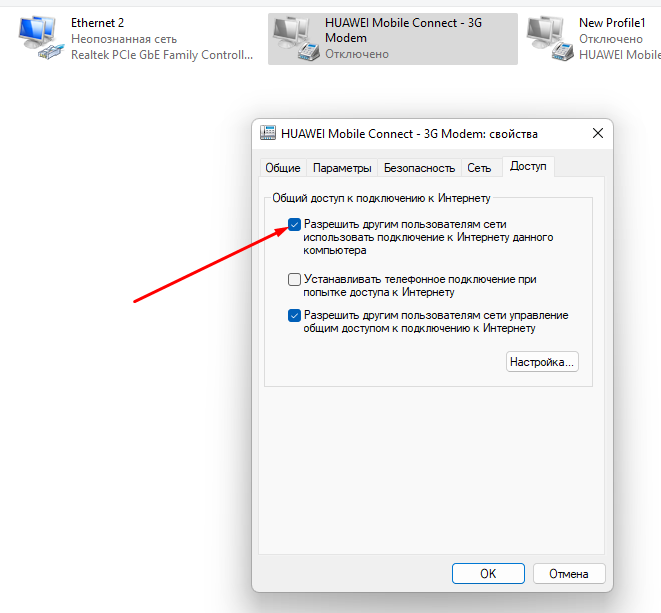 Ethernet 2
Неопознанная сеть
Realtek PCIe GbE Family Controll...
HUAWEI Mobile Connect - 3G
Modem
Отключено
New Profile1
Отключено
HUAWEI Mobile
HUAWEI Mobile Connect - 3G Modem: свойства
Общие
Параметры
Безопасность
Сеть
Доступ
Общий доступ к подключению к Интернету
Разрешить другим пользователям сети
использовать подключение к Интернету данного
компьютера
Устанавливать телефонное подключение при
попытке доступа к Интернету
Разрешить другим пользователям сети управление
общим доступом к подключению к Интернету
Настройка...
OK
Отмена